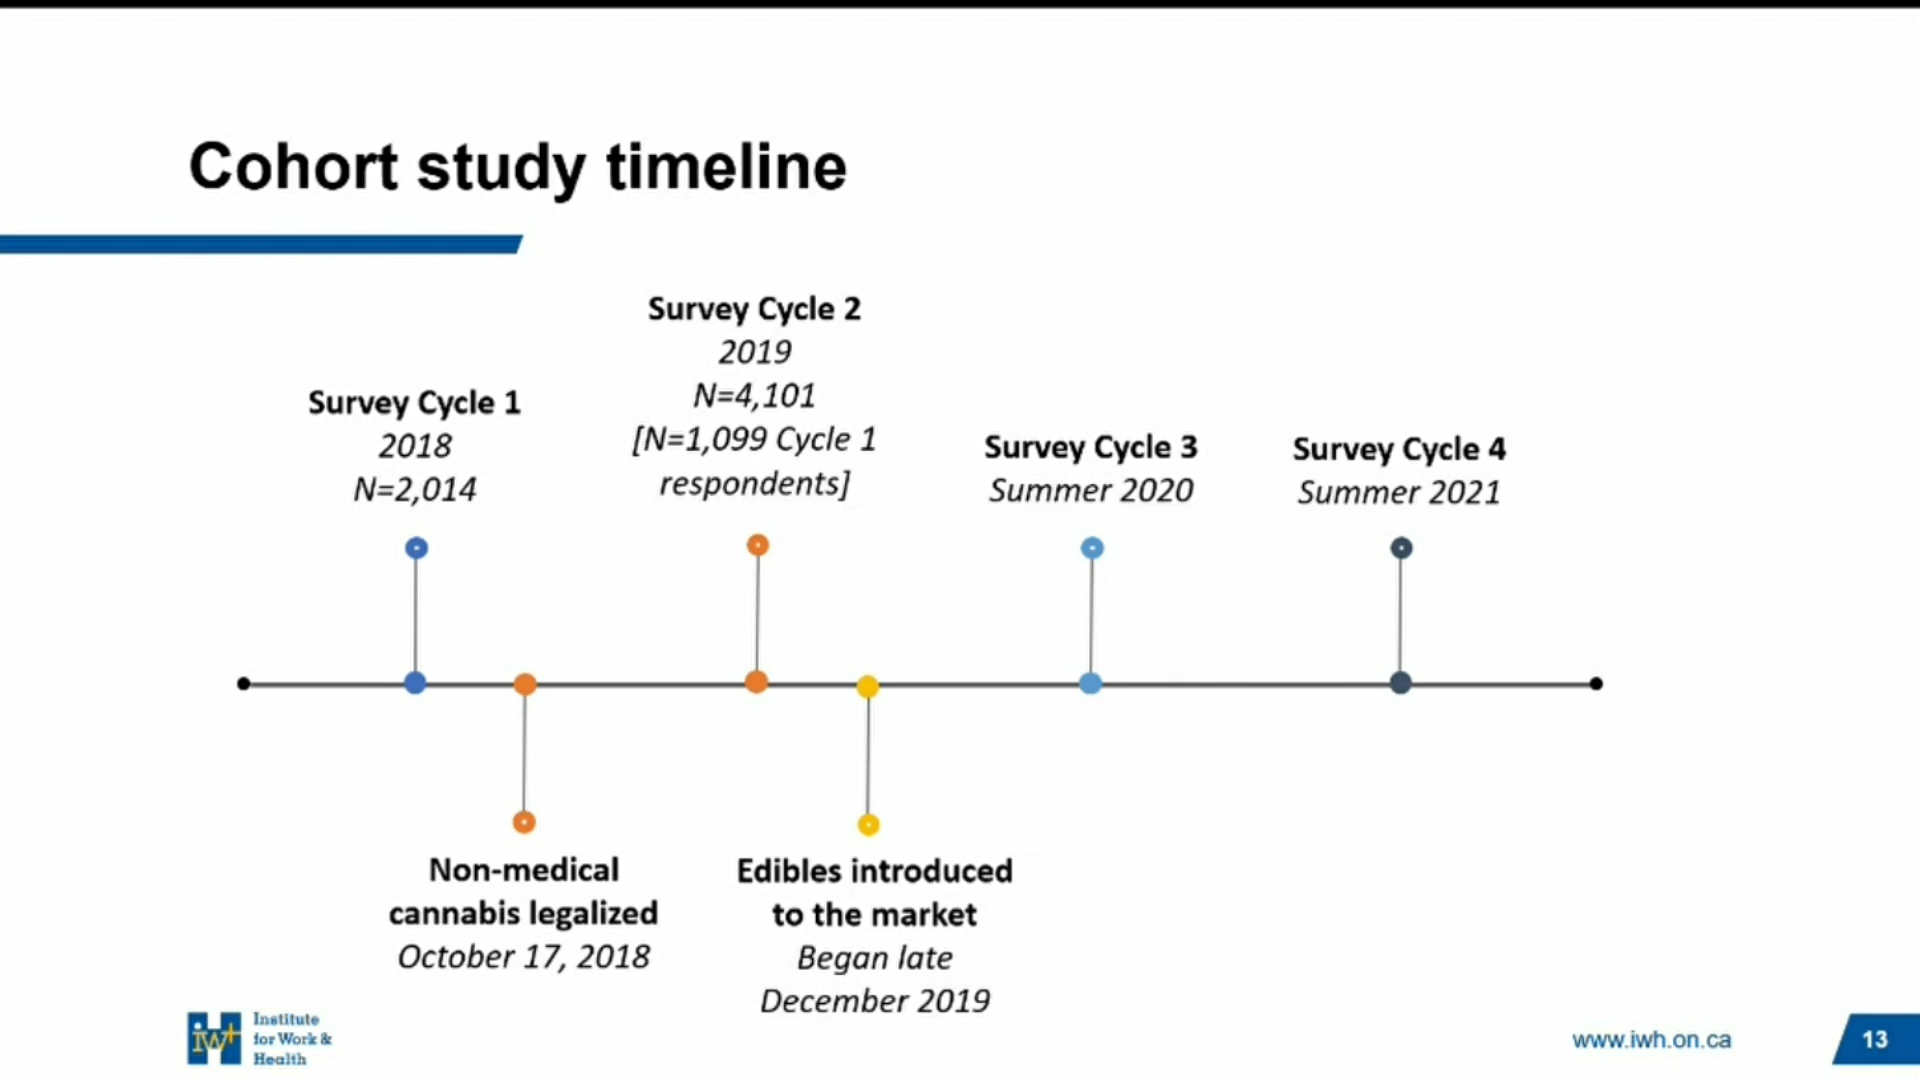 Cohort study timeline
Survey Cycle 1
2018
N=2,014
Survey Cycle 2
2019
N=4,101
[N=1,099 Cycle 1
respondents]
Survey Cycle 3
Summer 2020
Survey Cycle 4
Summer 2021
Non-medical
cannabis legalized
October 17, 2018
Edibles introduced
to the market
Began late
December 2019
iw+
Institute
for Work &
Health
www.iwh.on.ca
13